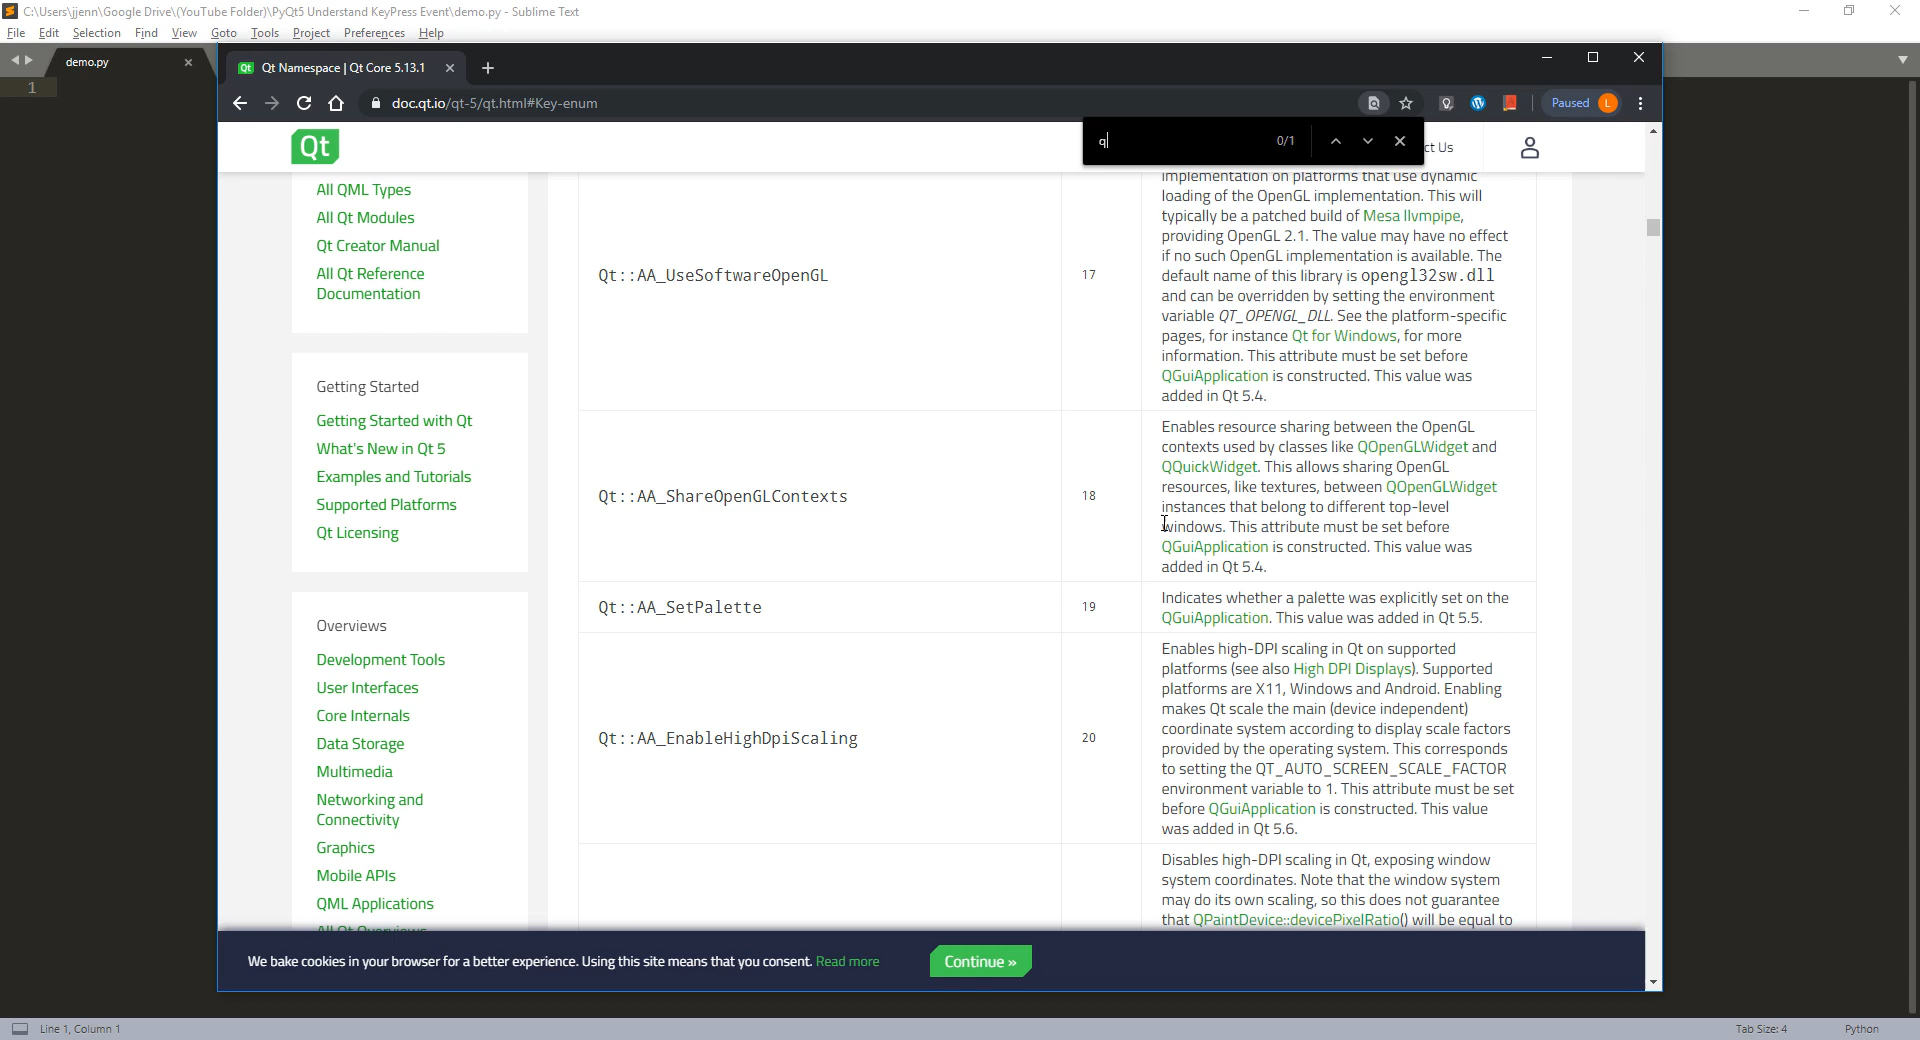 C:\Users\jjenn\Google Drive\(YouTube Folder)\PyQt5 Understand KeyPress Event\demo.py - Sublime Text
File Edit Selection Find View Goto Tools Project Preferences Help
demo.py
1
Qt Namespace | Qt Core 5.13.1
doc.qt.io/qt-5/qt.html#Key-enum
Paused L
q 0/1
Qt
ct Us
All QML Types
All Qt Modules
Qt Creator Manual
All Qt Reference
Documentation
Getting Started
Getting Started with Qt
What's New in Qt 5
Examples and Tutorials
Supported Platforms
Qt Licensing
Overviews
Development Tools
User Interfaces
Core Internals
Data Storage
Multimedia
Networking and
Connectivity
Graphics
Mobile APIs
QML Applications
All Qt Overviews
Qt::AA_UseSoftwareOpenGL
17
implementation on platforms that use dynamic
loading of the OpenGL implementation. This will
typically be a patched build of Mesa llvmpipe,
providing OpenGL 2.1. The value may have no effect
if no such OpenGL implementation is available. The
default name of this library is opengl32sw.dll
and can be overridden by setting the environment
variable QT_OPENGL_DLL. See the platform-specific
pages, for instance Qt for Windows, for more
information. This attribute must be set before
QGuiApplication is constructed. This value was
added in Qt 5.4.
Qt::AA_ShareOpenGLContexts
18
Enables resource sharing between the OpenGL
contexts used by classes like QOpenGLWidget and
QQuickWidget. This allows sharing OpenGL
resources, like textures, between QOpenGLWidget
instances that belong to different top-level
windows. This attribute must be set before
QGuiApplication is constructed. This value was
added in Qt 5.4.
Qt::AA_SetPalette
19
Indicates whether a palette was explicitly set on the
QGuiApplication. This value was added in Qt 5.5.
Qt::AA_EnableHighDpiScaling
20
Enables high-DPI scaling in Qt on supported
platforms (see also High DPI Displays). Supported
platforms are X11, Windows and Android. Enabling
makes Qt scale the main (device independent)
coordinate system according to display scale factors
provided by the operating system. This corresponds
to setting the QT_AUTO_SCREEN_SCALE_FACTOR
environment variable to 1. This attribute must be set
before QGuiApplication is constructed. This value
was added in Qt 5.6.
Disables high-DPI scaling in Qt, exposing window
system coordinates. Note that the window system
may do its own scaling, so this does not guarantee
that QPaintDevice::devicePixelRatio() will be equal to
We bake cookies in your browser for a better experience. Using this site means that you consent. Read more
Continue »
Line 1, Column 1
Tab Size: 4
Python